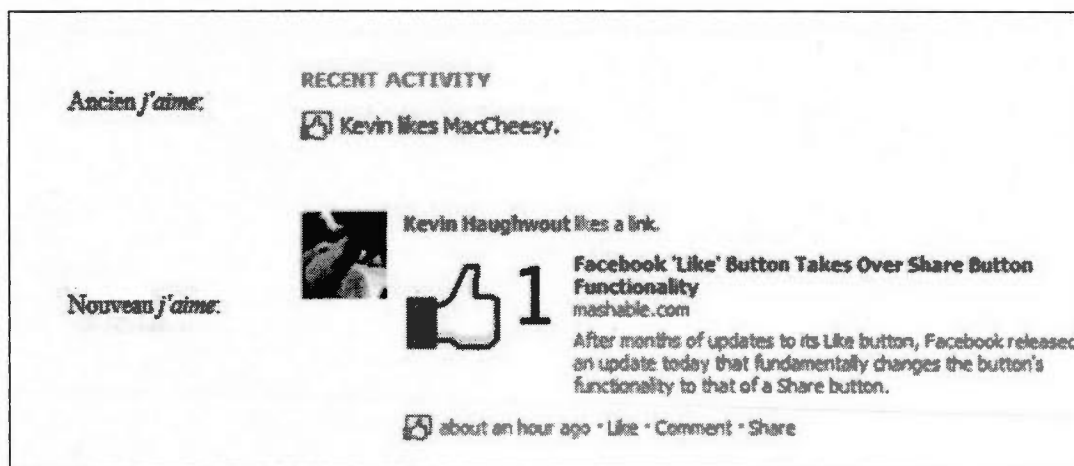 Ancien j'aime:
RECENT ACTIVITY
Kevin likes MacCheesy.
Nouveau j'aime:
Kevin Haughwout likes a link.
1
Facebook 'Like' Button Takes Over Share Button
Functionality
mashable.com
After months of updates to its Like button, Facebook released
an update today that fundamentally changes the button's
functionality to that of a Share button.
about an hour ago · Like · Comment · Share